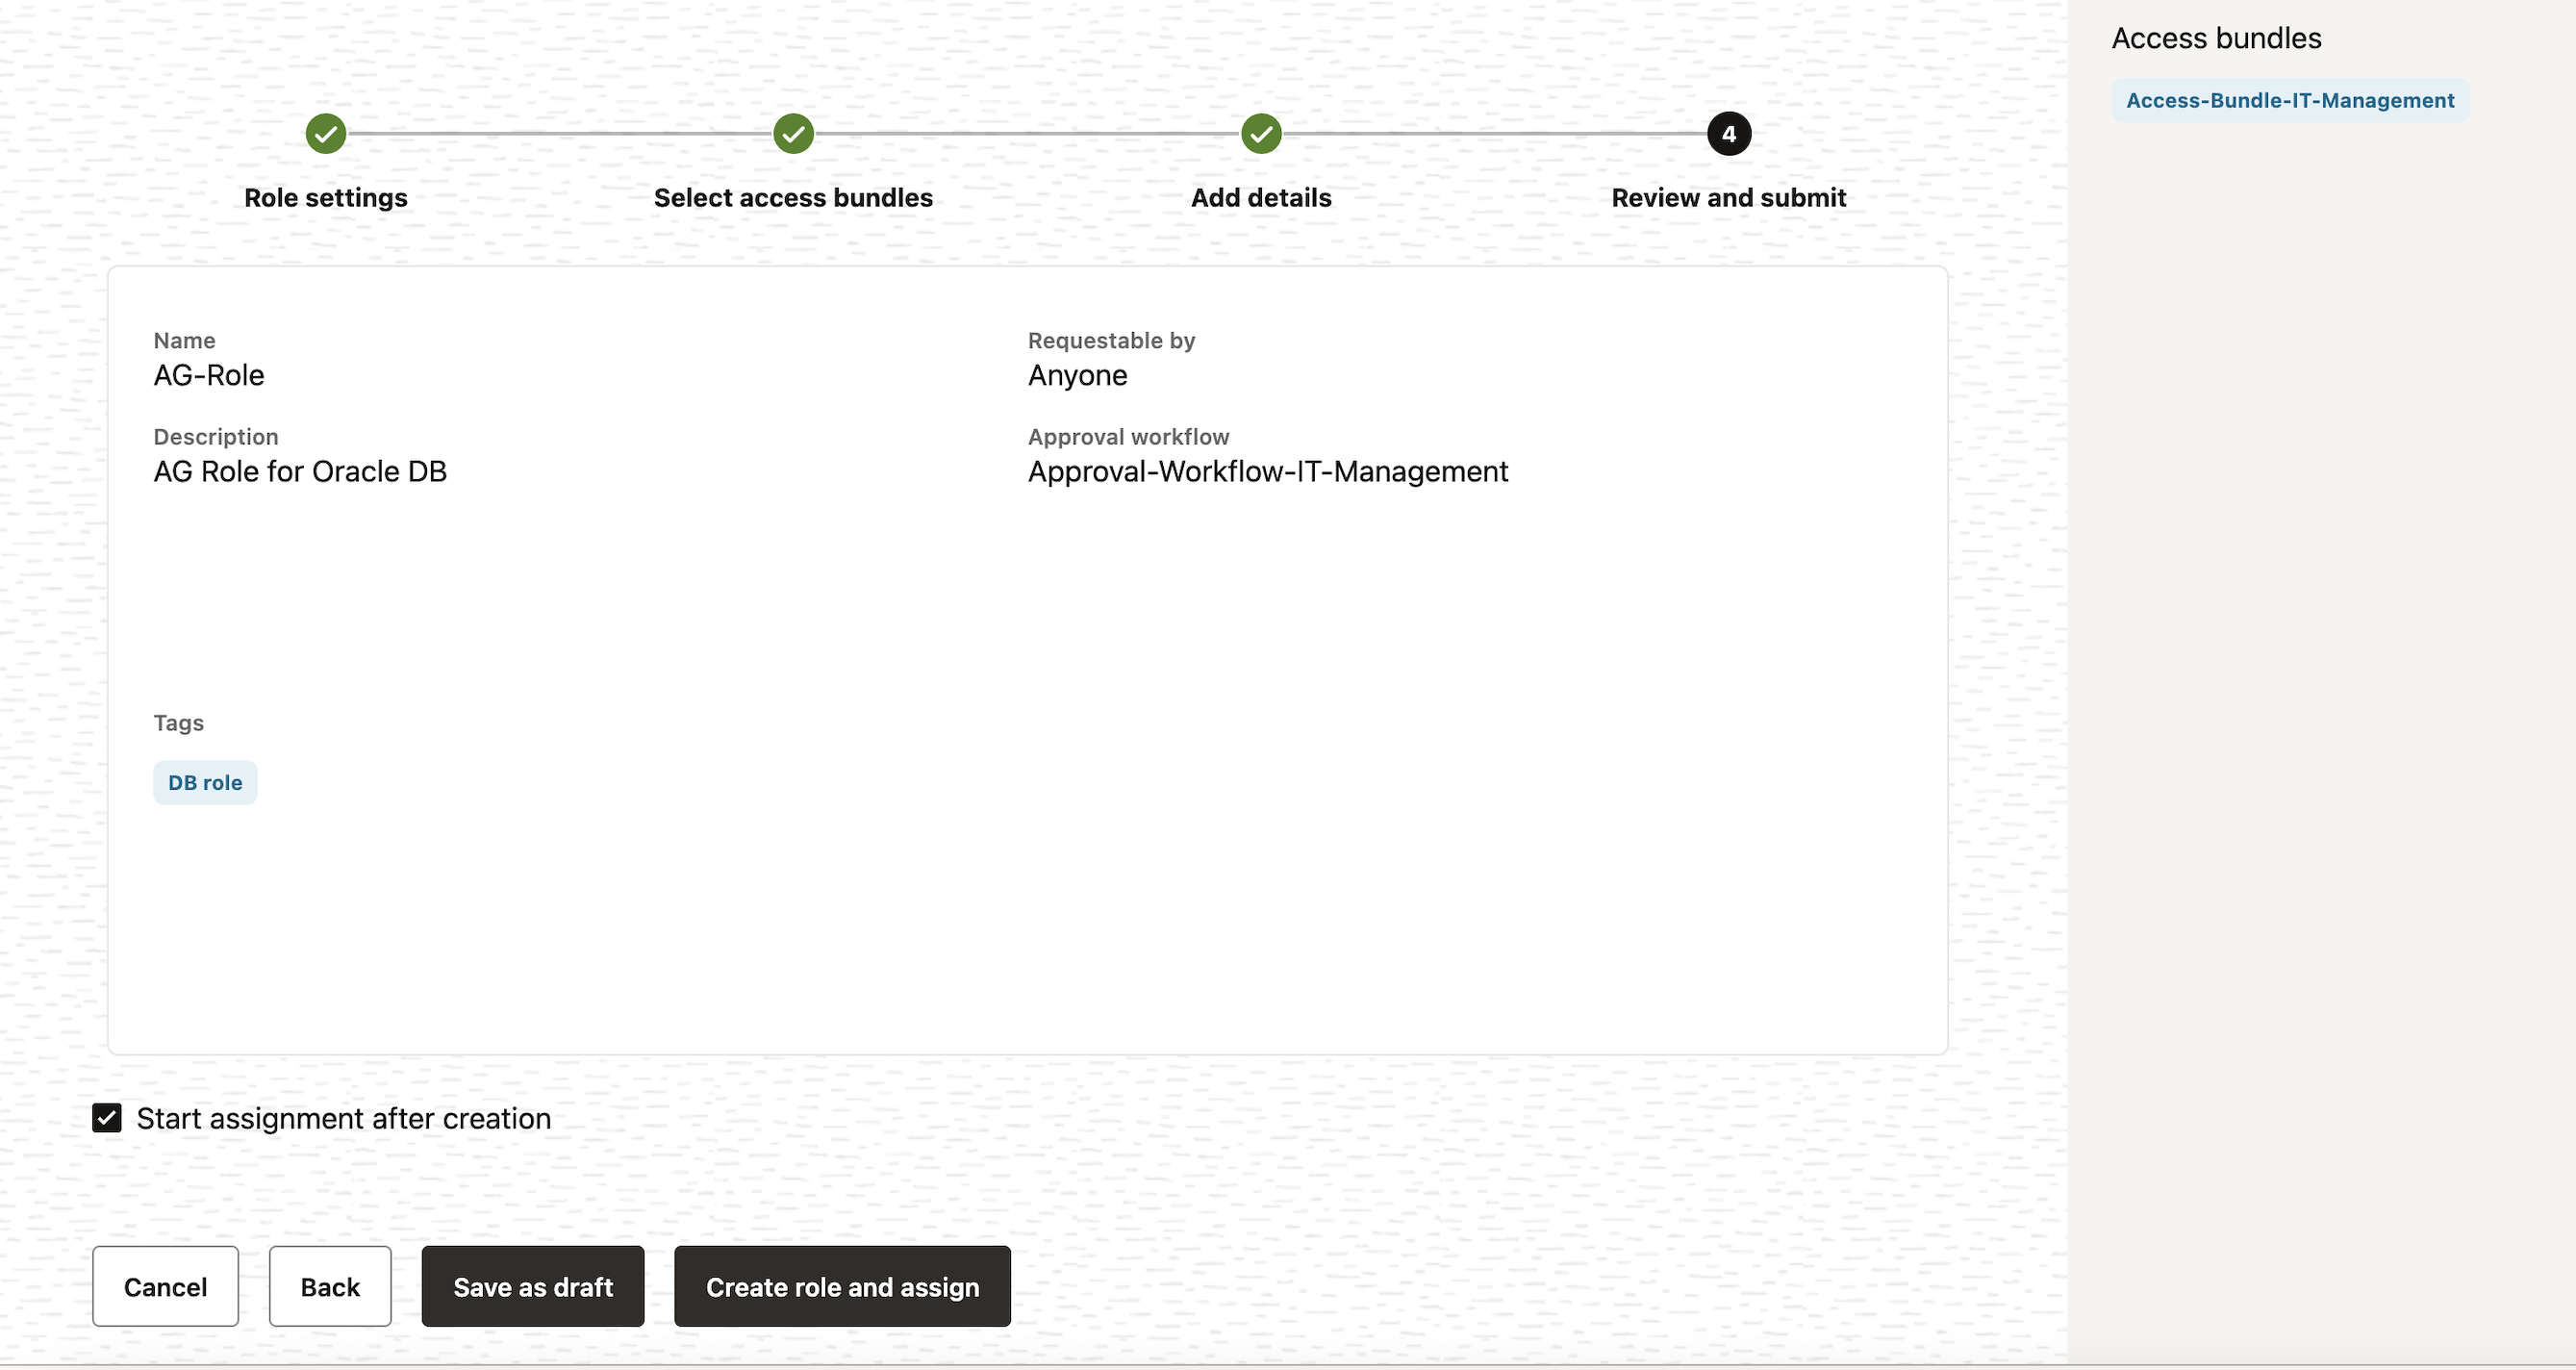 Role settings
Select access bundles
Add details
4
Review and submit
Name
AG-Role
Requestable by
Anyone
Description
AG Role for Oracle DB
Approval workflow
Approval-Workflow-IT-Management
Tags
DB role
Start assignment after creation
Cancel
Back
Save as draft
Create role and assign
Access bundles
Access-Bundle-IT-Management